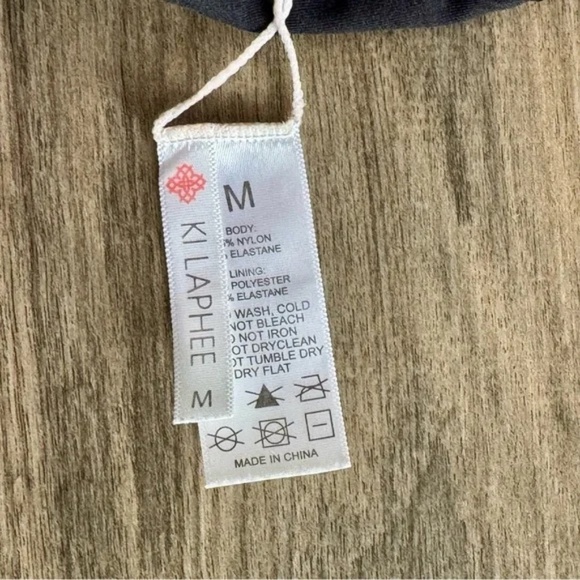 KI LAPHEE
M
M
BODY:
% NYLON
ELASTANE
LINING:
POLYESTER
% ELASTANE
WASH, COLD
NOT BLEACH
NOT IRON
NOT DRYCLEAN
NOT TUMBLE DRY
DRY FLAT
MADE IN CHINA